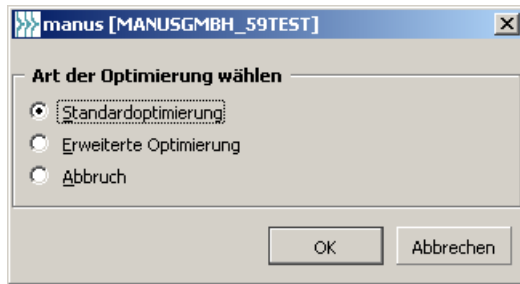 manus [MANUSGMBH_59TEST]
Art der Optimierung wählen
Standardoptimierung
Erweiterte Optimierung
Abbruch
OK Abbrechen